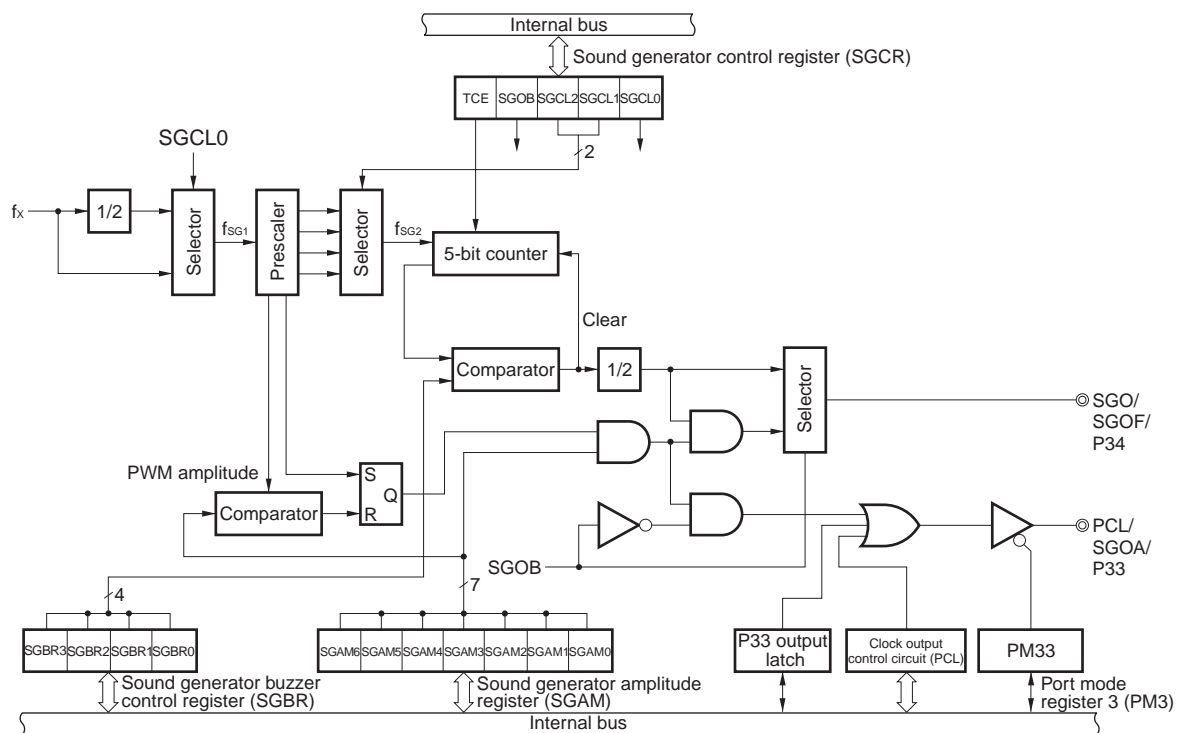 Internal bus
Sound generator control register (SGCR)
TCE SGOB SGCL2 SGCL1 SGCL0
2
SGCL0
fX
1/2
Selector
fSG1
Prescaler
Selector
fSG2
5-bit counter
Clear
Comparator
1/2
Selector
SGO/
SGOF/
P34
PWM amplitude
S
Q
R
Comparator
PCL/
SGOA/
P33
SGOB
4
7
SGBR3 SGBR2 SGBR1 SGBR0
SGAM6 SGAM5 SGAM4 SGAM3 SGAM2 SGAM1 SGAM0
P33 output
latch
Clock output
control circuit (PCL)
PM33
Sound generator buzzer
control register (SGBR)
Sound generator amplitude
register (SGAM)
Port mode
register 3 (PM3)
Internal bus